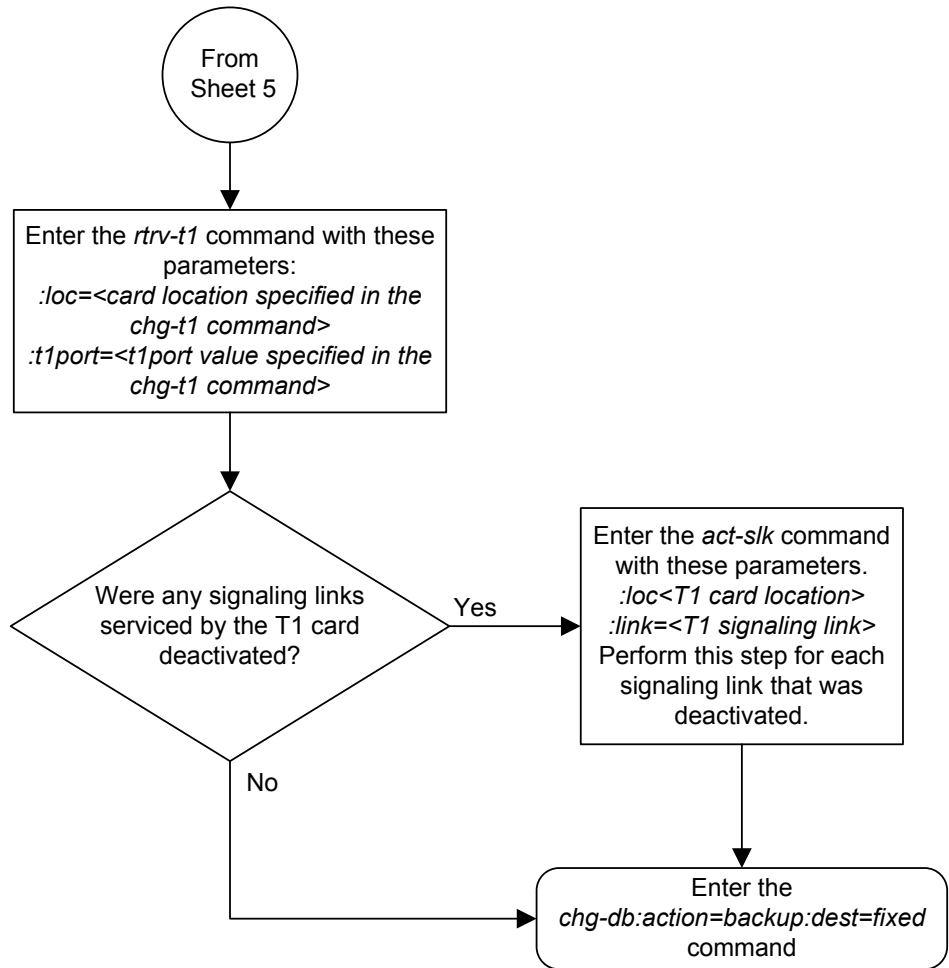 From
Sheet 5
Enter the rtrv-t1 command with these
parameters:
:loc=<card location specified in the
chg-t1 command>
:t1port=<t1port value specified in the
chg-t1 command>
Were any signaling links
serviced by the T1 card
deactivated?
Yes
No
Enter the act-slk command
with these parameters.
:loc<T1 card location>
:link=<T1 signaling link>
Perform this step for each
signaling link that was
deactivated.
Enter the
chg-db:action=backup:dest=fixed
command